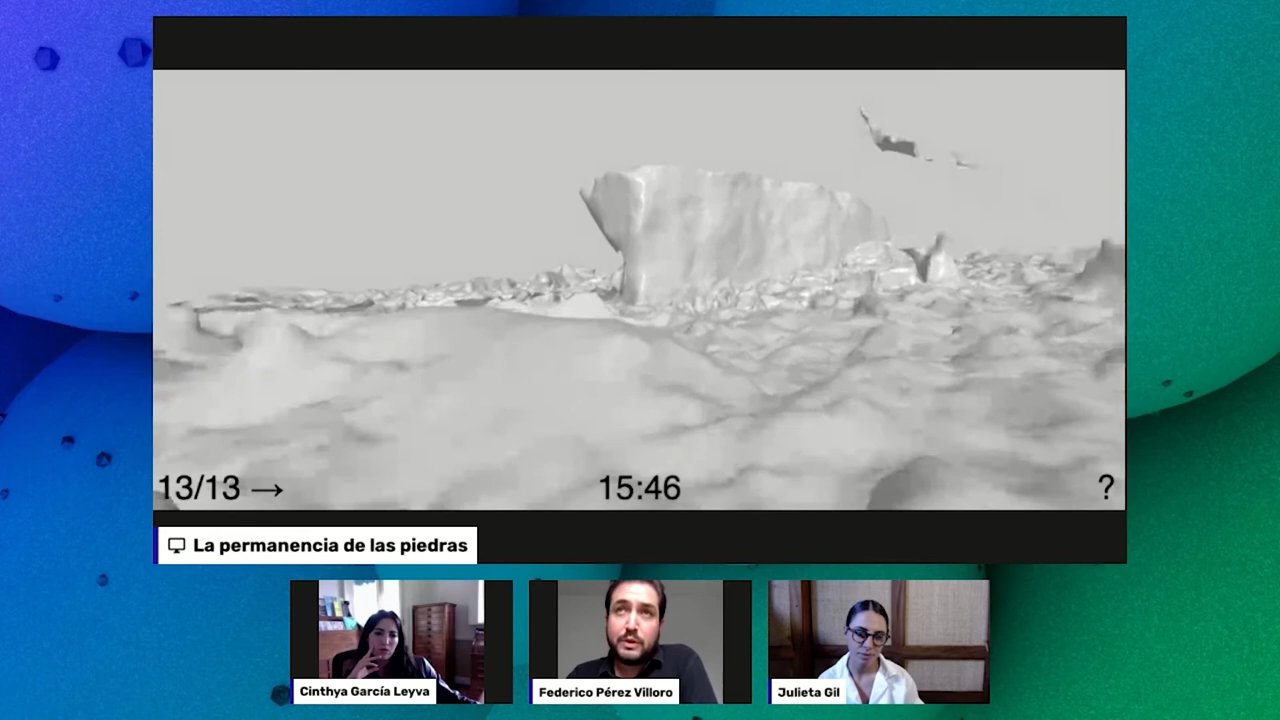 13/13 →
15:46
?
La permanencia de las piedras
Cinthya García Leyva
Federico Pérez Villoro
Julieta Gil